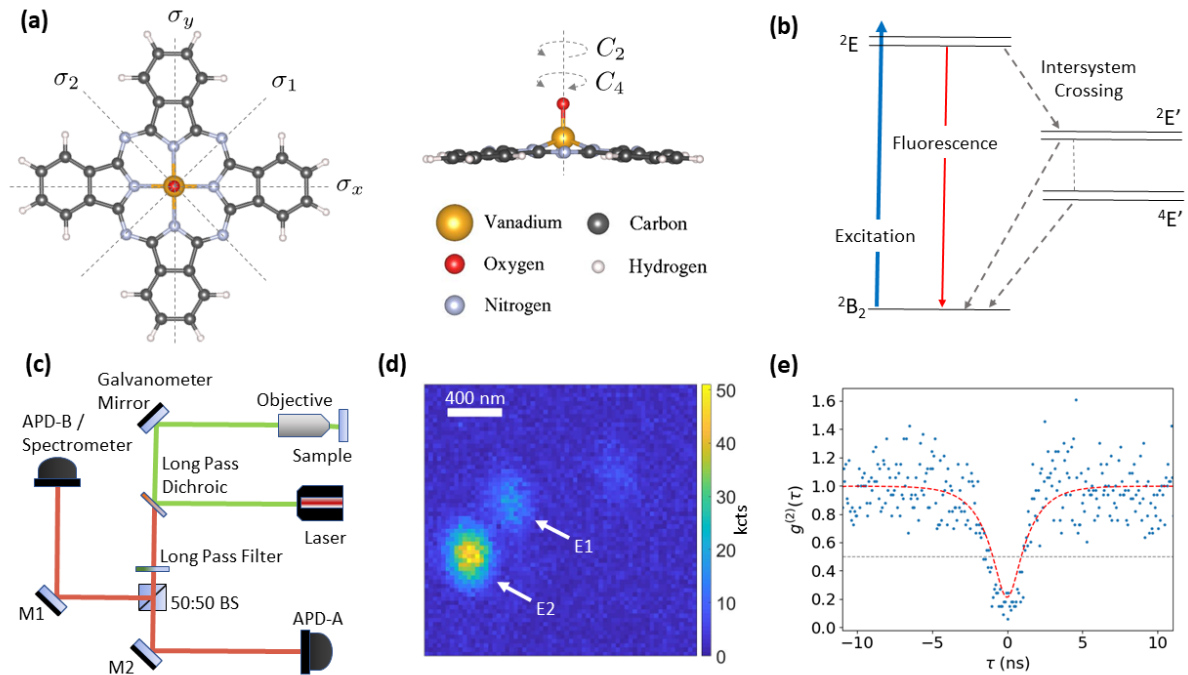 (a)
σy
σ2
σ1
σx
C2
C4
Vanadium
Carbon
Oxygen
Hydrogen
Nitrogen
(b)
²E
Intersystem
Crossing
²E’
Fluorescence
⁴E’
Excitation
²B₂
(c)
Galvanometer
Mirror
Objective
APD-B /
Spectrometer
Sample
Long Pass
Dichroic
Laser
Long Pass Filter
M1
50:50 BS
APD-A
M2
(d)
400 nm
E1
E2
50
40
30
20
10
0
kcts
(e)
1.6
1.4
1.2
1.0
0.8
0.6
0.4
0.2
0.0
g⁽²⁾(τ)
−10
−5
0
5
10
τ (ns)